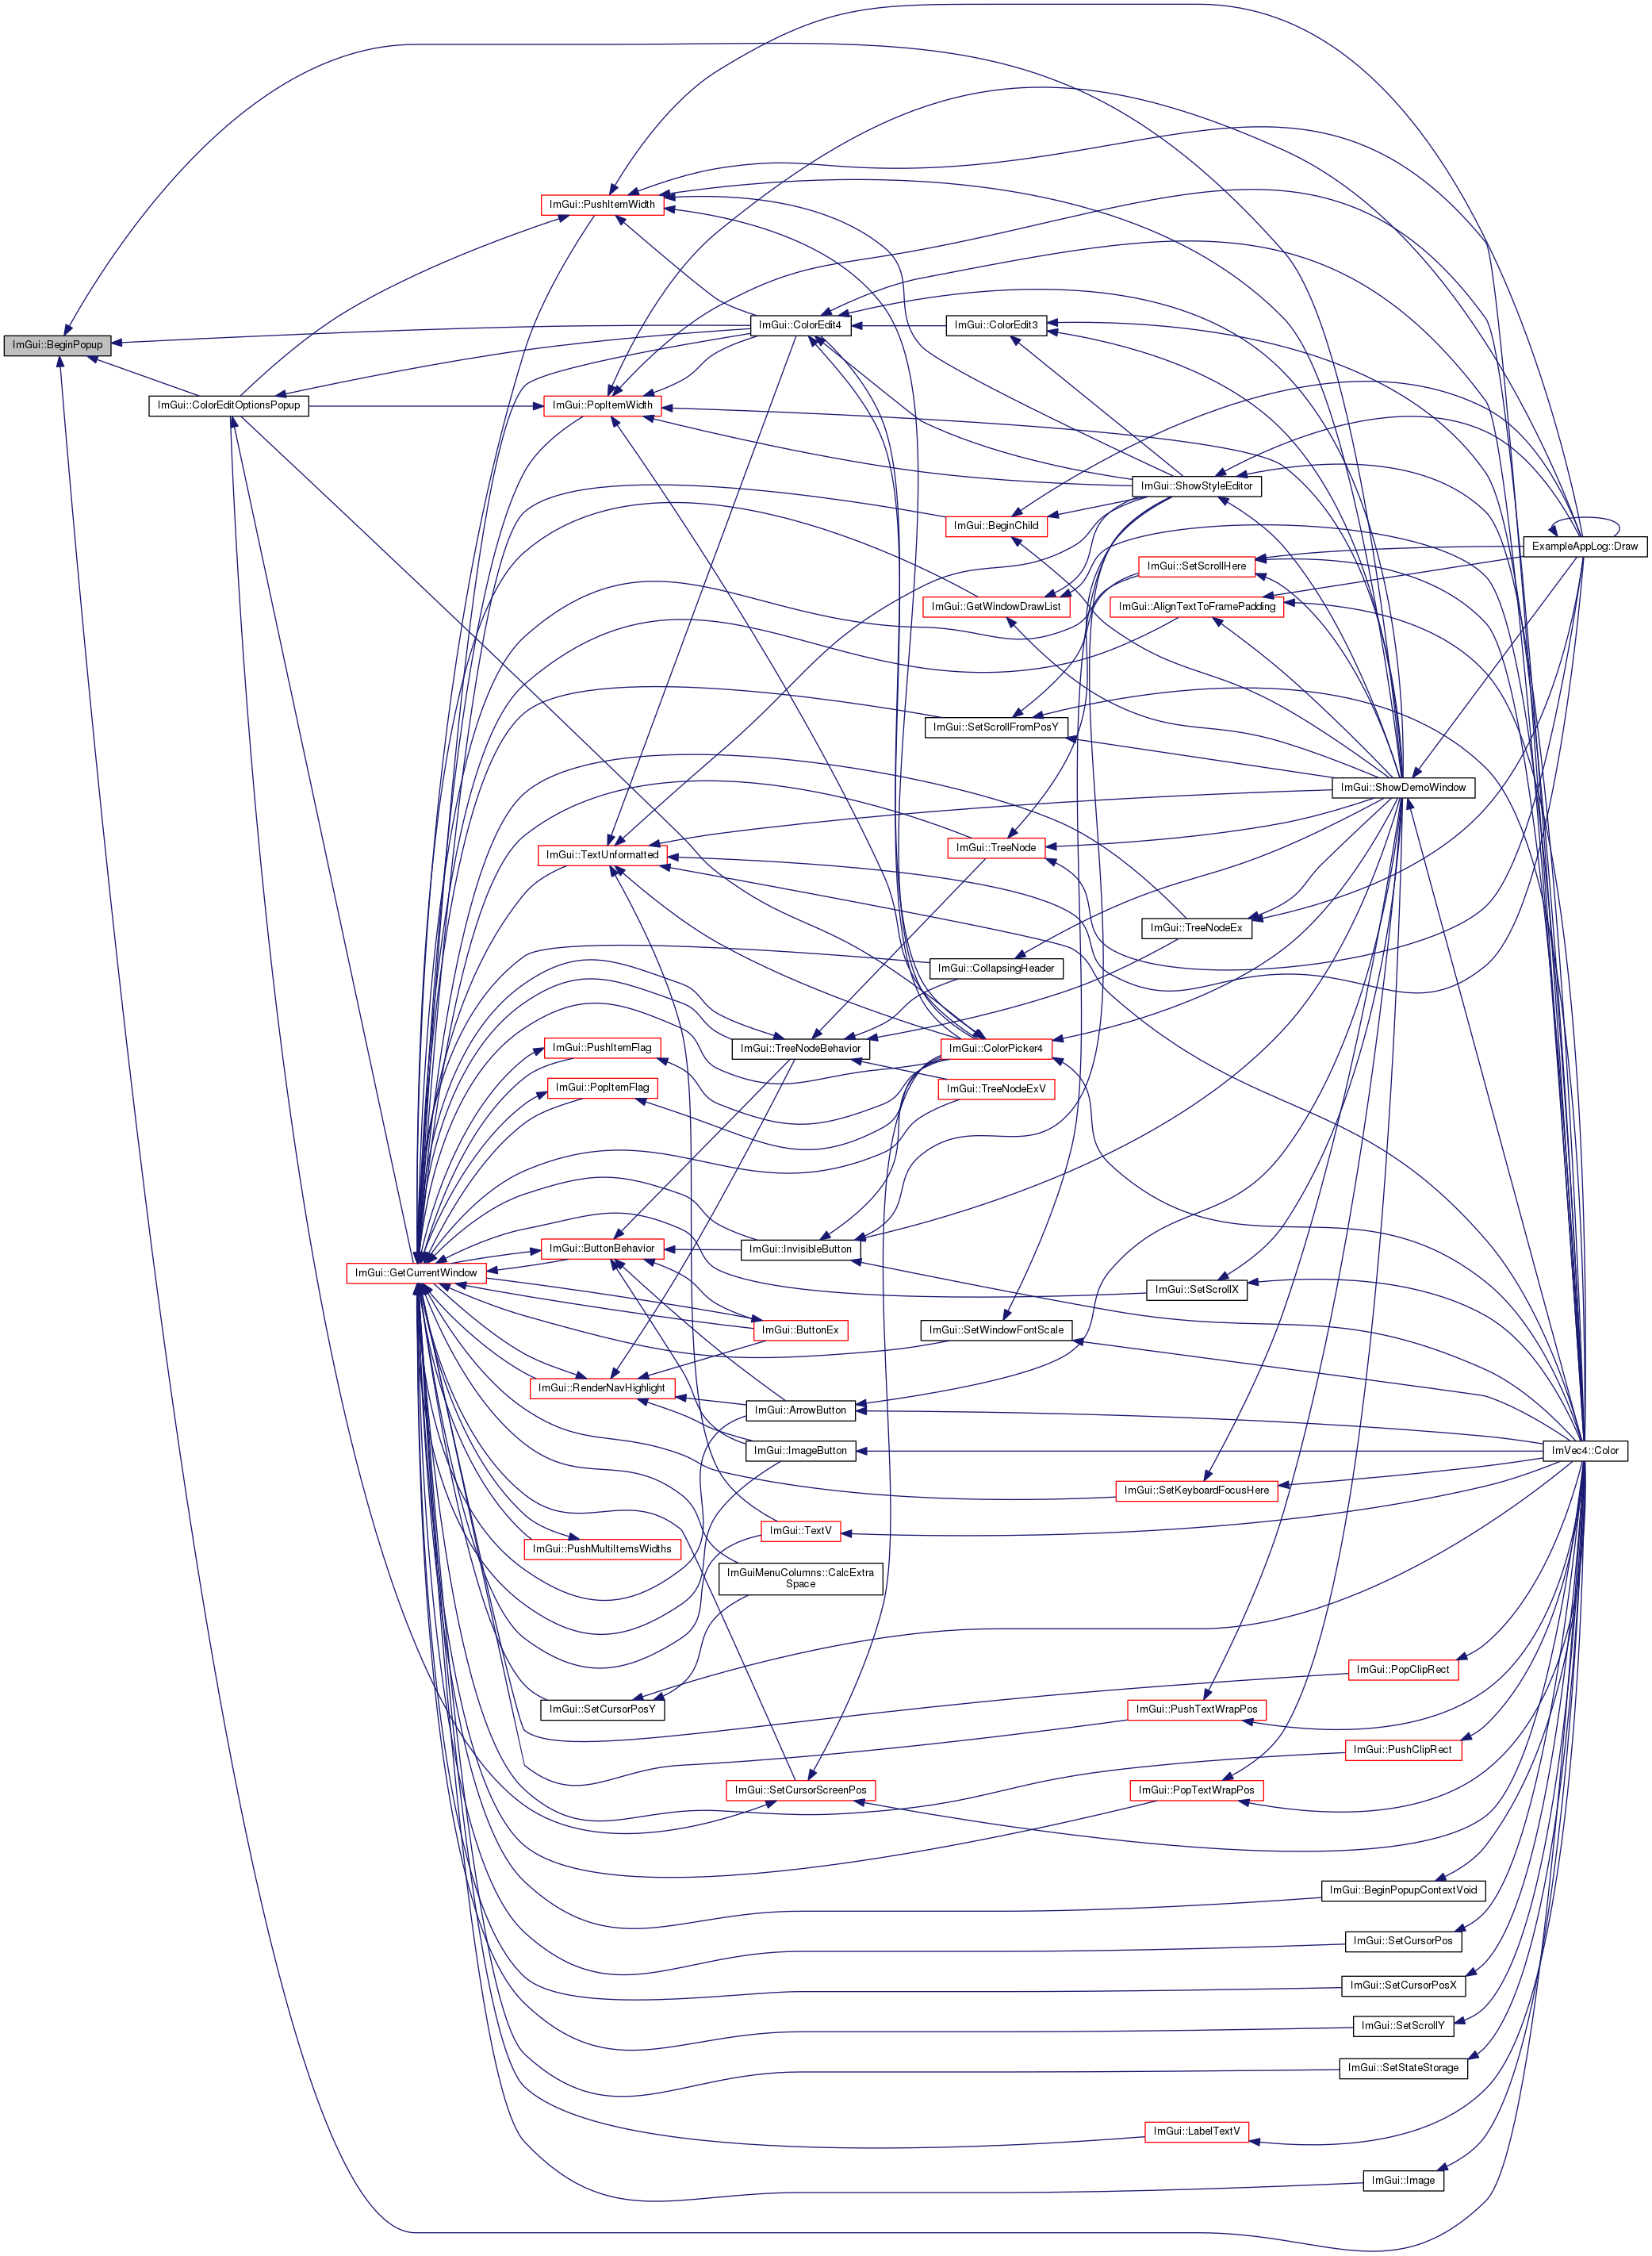 ImGui::PushItemWidth
ImGui::BeginPopup
ImGui::ColorEdit4
ImGui::ColorEdit3
ImGui::ColorEditOptionsPopup
ImGui::PopItemWidth
ImGui::ShowStyleEditor
ImGui::BeginChild
ExampleAppLog::Draw
ImGui::SetScrollHere
ImGui::GetWindowDrawList
ImGui::AlignTextToFramePadding
ImGui::SetScrollFromPosY
ImGui::ShowDemoWindow
ImGui::TextUnformatted
ImGui::TreeNode
ImGui::TreeNodeEx
ImGui::CollapsingHeader
ImGui::PushItemFlag
ImGui::TreeNodeBehavior
ImGui::ColorPicker4
ImGui::PopItemFlag
ImGui::TreeNodeExV
ImGui::ButtonBehavior
ImGui::InvisibleButton
ImGui::GetCurrentWindow
ImGui::SetScrollX
ImGui::ButtonEx
ImGui::SetWindowFontScale
ImGui::RenderNavHighlight
ImGui::ArrowButton
ImGui::ImageButton
ImVec4::Color
ImGui::SetKeyboardFocusHere
ImGui::TextV
ImGui::PushMultiItemsWidths
ImGuiMenuColumns::CalcExtra
Space
ImGui::PopClipRect
ImGui::SetCursorPosY
ImGui::PushTextWrapPos
ImGui::PushClipRect
ImGui::SetCursorScreenPos
ImGui::PopTextWrapPos
ImGui::BeginPopupContextVoid
ImGui::SetCursorPos
ImGui::SetCursorPosX
ImGui::SetScrollY
ImGui::SetStateStorage
ImGui::LabelTextV
ImGui::Image